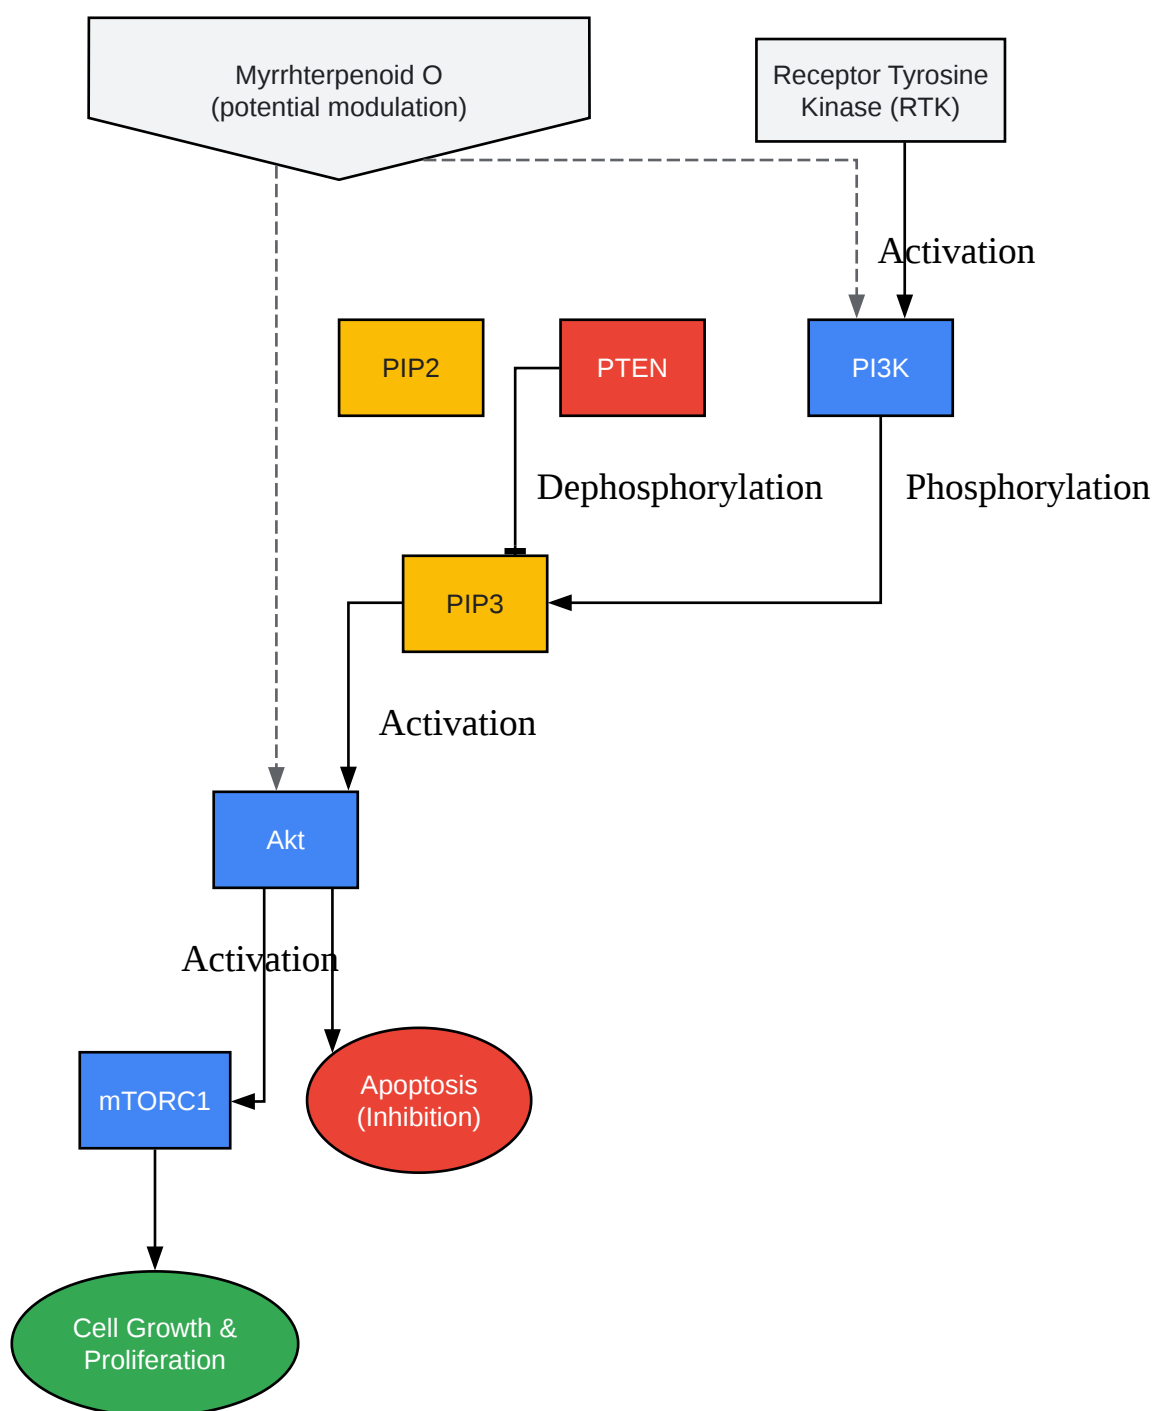 Myrrhterpenoid O
(potential modulation)
Receptor Tyrosine
Kinase (RTK)
Activation
PIP2
PTEN
PI3K
Dephosphorylation
Phosphorylation
PIP3
Activation
Akt
Activation
mTORC1
Apoptosis
(Inhibition)
Cell Growth &
Proliferation